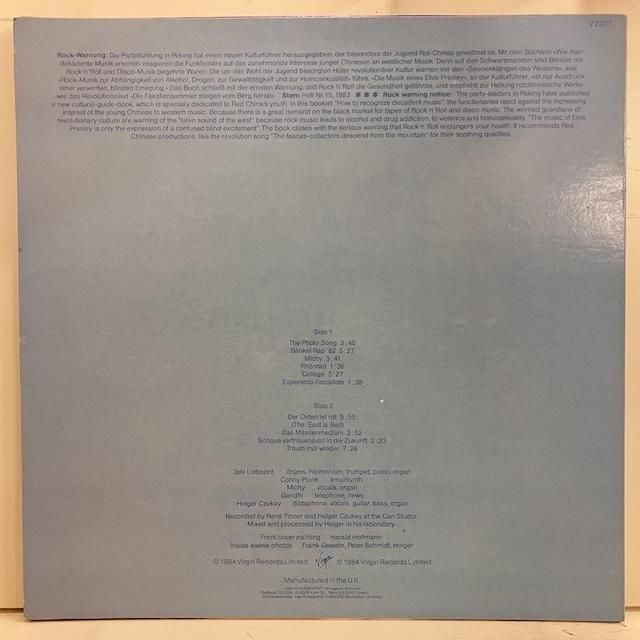 V 2307
Rock-Warnung: Die Parteiführung in Peking hat einen neuen Kulturführer herausgegeben, der besonders der Jugend Rot-Chinas gewidmet ist. Mit dem Büchlein «Wie man
dekadente Musik erkennt» reagieren die Funktionäre auf das zunehmende Interesse junger Chinesen an westlicher Musik. Denn auf den Schwarzmärkten sind Bänder mit
Rock'n'Roll und Disco-Musik begehrte Waren. Die um das Wohl der Jugend besorgten Hüter revolutionärer Kultur warnen vor den «Sirenenklängen des Westens», weil
«Rock-Musik zur Abhängigkeit von Alkohol, Drogen, zur Gewalttätigkeit und zur Homosexualität» führe. «Die Musik eines Elvis Presley», so der Kulturführer, «ist nur Ausdruck
einer verwirrten, blinden Erregung» Das Buch schließt mit der ernsten Warnung, daß Rock'n'Roll die Gesundheit gefährde, und empfiehlt zur Heilung rotchinesische Werke
wie das Revolutionslied «Die Fäkaliensammler steigen vom Berg herab». Stern Heft Nr. 15, 1983. ✽ ✽ ✽ Rock warning notice: The party-leaders in Peking have published
a new cultural-guide-book, which is specially dedicated to Red China's youth. In this booklet "How to recognize decadent music", the functionaries react against the increasing
interest of the young Chinese to western music. Because there is a great demand on the black market for tapes of Rock'n'Roll and disco music. The worried guardians of
revolutionary culture are warning of the "siren sound of the west" because rock music leads to alcohol and drug addiction, to violence and homosexuality. "The music of Elvis
Presley is only the expression of a confused blind excitement". The book closes with the serious warning that Rock'n'Roll endangers your health. It recommends Red
Chinese productions, like the revolution song "The feaces-collectors descend from the mountain" for their soothing qualities.
Side 1
The Photo Song 3:40
Bänkel Rap '82 5:27
Michy 3:41
Rhönrad 1:36
Collage 3:27
Esperanto Socialiste 1:38
Side 2
Der Osten ist rot 5:55
(The East is Red)
Das Massenmedium 3:52
Schaue vertrauensvoll in die Zukunft 2:23
Träum mal wieder 7:26
Jaki Liebezeit drums, harmonium, trumpet, piano, organ
Conny Plank emu/synth.
Michy vocals, organ
Gandhi telephone, news
Holger Czukay dictaphone, vocals, guitar, bass, organ
Recorded by René Tinner and Holger Czukay at the Can Studio.
Mixed and processed by Holger in his laboratory
Front cover painting Harald Hoffmann
inside sleeve photos Frank Gewehr, Peter Schmidt, Holger
© 1984 Virgin Records Limited. Virgin ℗ 1984 Virgin Records Limited.
Manufactured in the U.K.